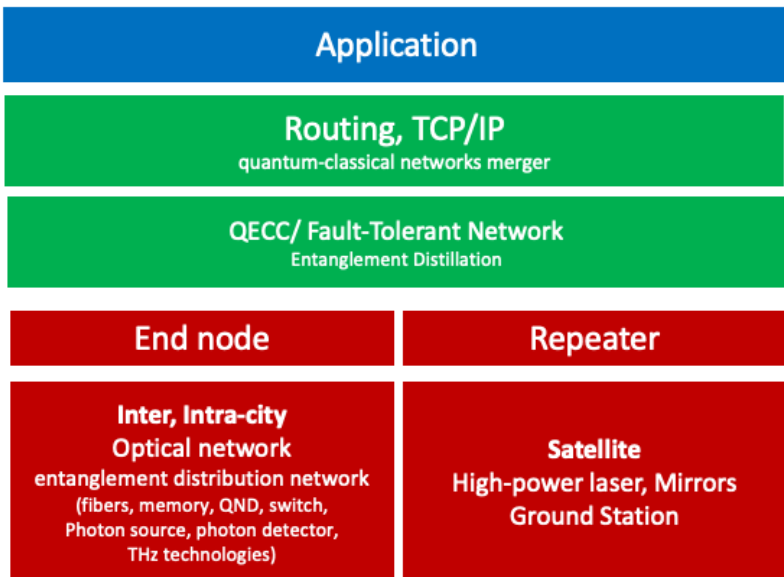 Application
Routing, TCP/IP
quantum-classical networks merger
QECC/ Fault-Tolerant Network
Entanglement Distillation
End node
Repeater
Inter, Intra-city
Optical network
entanglement distribution network
(fibers, memory, QND, switch,
Photon source, photon detector,
THz technologies)
Satellite
High-power laser, Mirrors
Ground Station